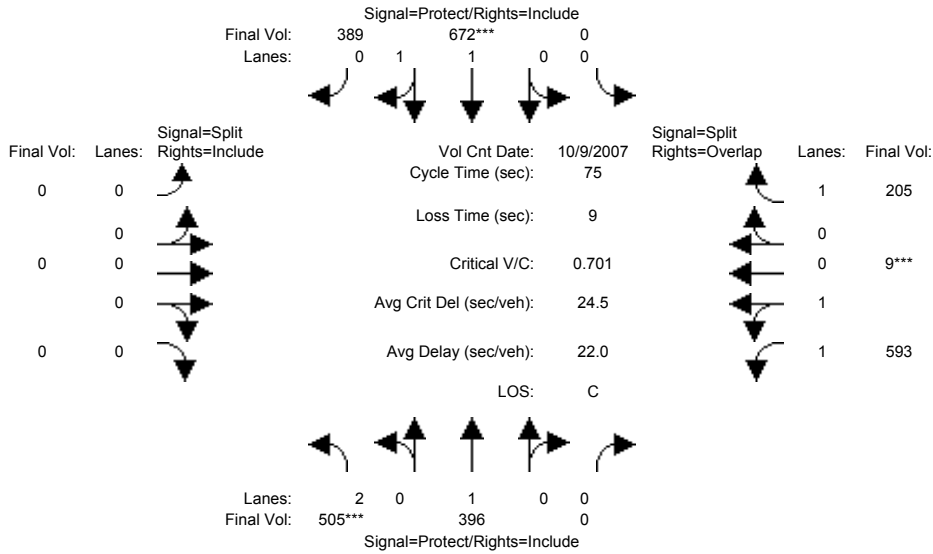 Signal=Protect/Rights=Include
Final Vol: 389 672*** 0
Lanes: 0 1 1 0 0
Signal=Split Signal=Split
Final Vol: Lanes: Rights=Include Vol Cnt Date: 10/9/2007 Rights=Overlap Lanes: Final Vol:
Cycle Time (sec): 75
0 0 1 205
Loss Time (sec): 9
0 0
0 0 Critical V/C: 0.701 0 9***
0 Avg Crit Del (sec/veh): 24.5 1
0 0 Avg Delay (sec/veh): 22.0 1 593
LOS: C
Lanes: 2 0 1 0 0
Final Vol: 505*** 396 0
Signal=Protect/Rights=Include